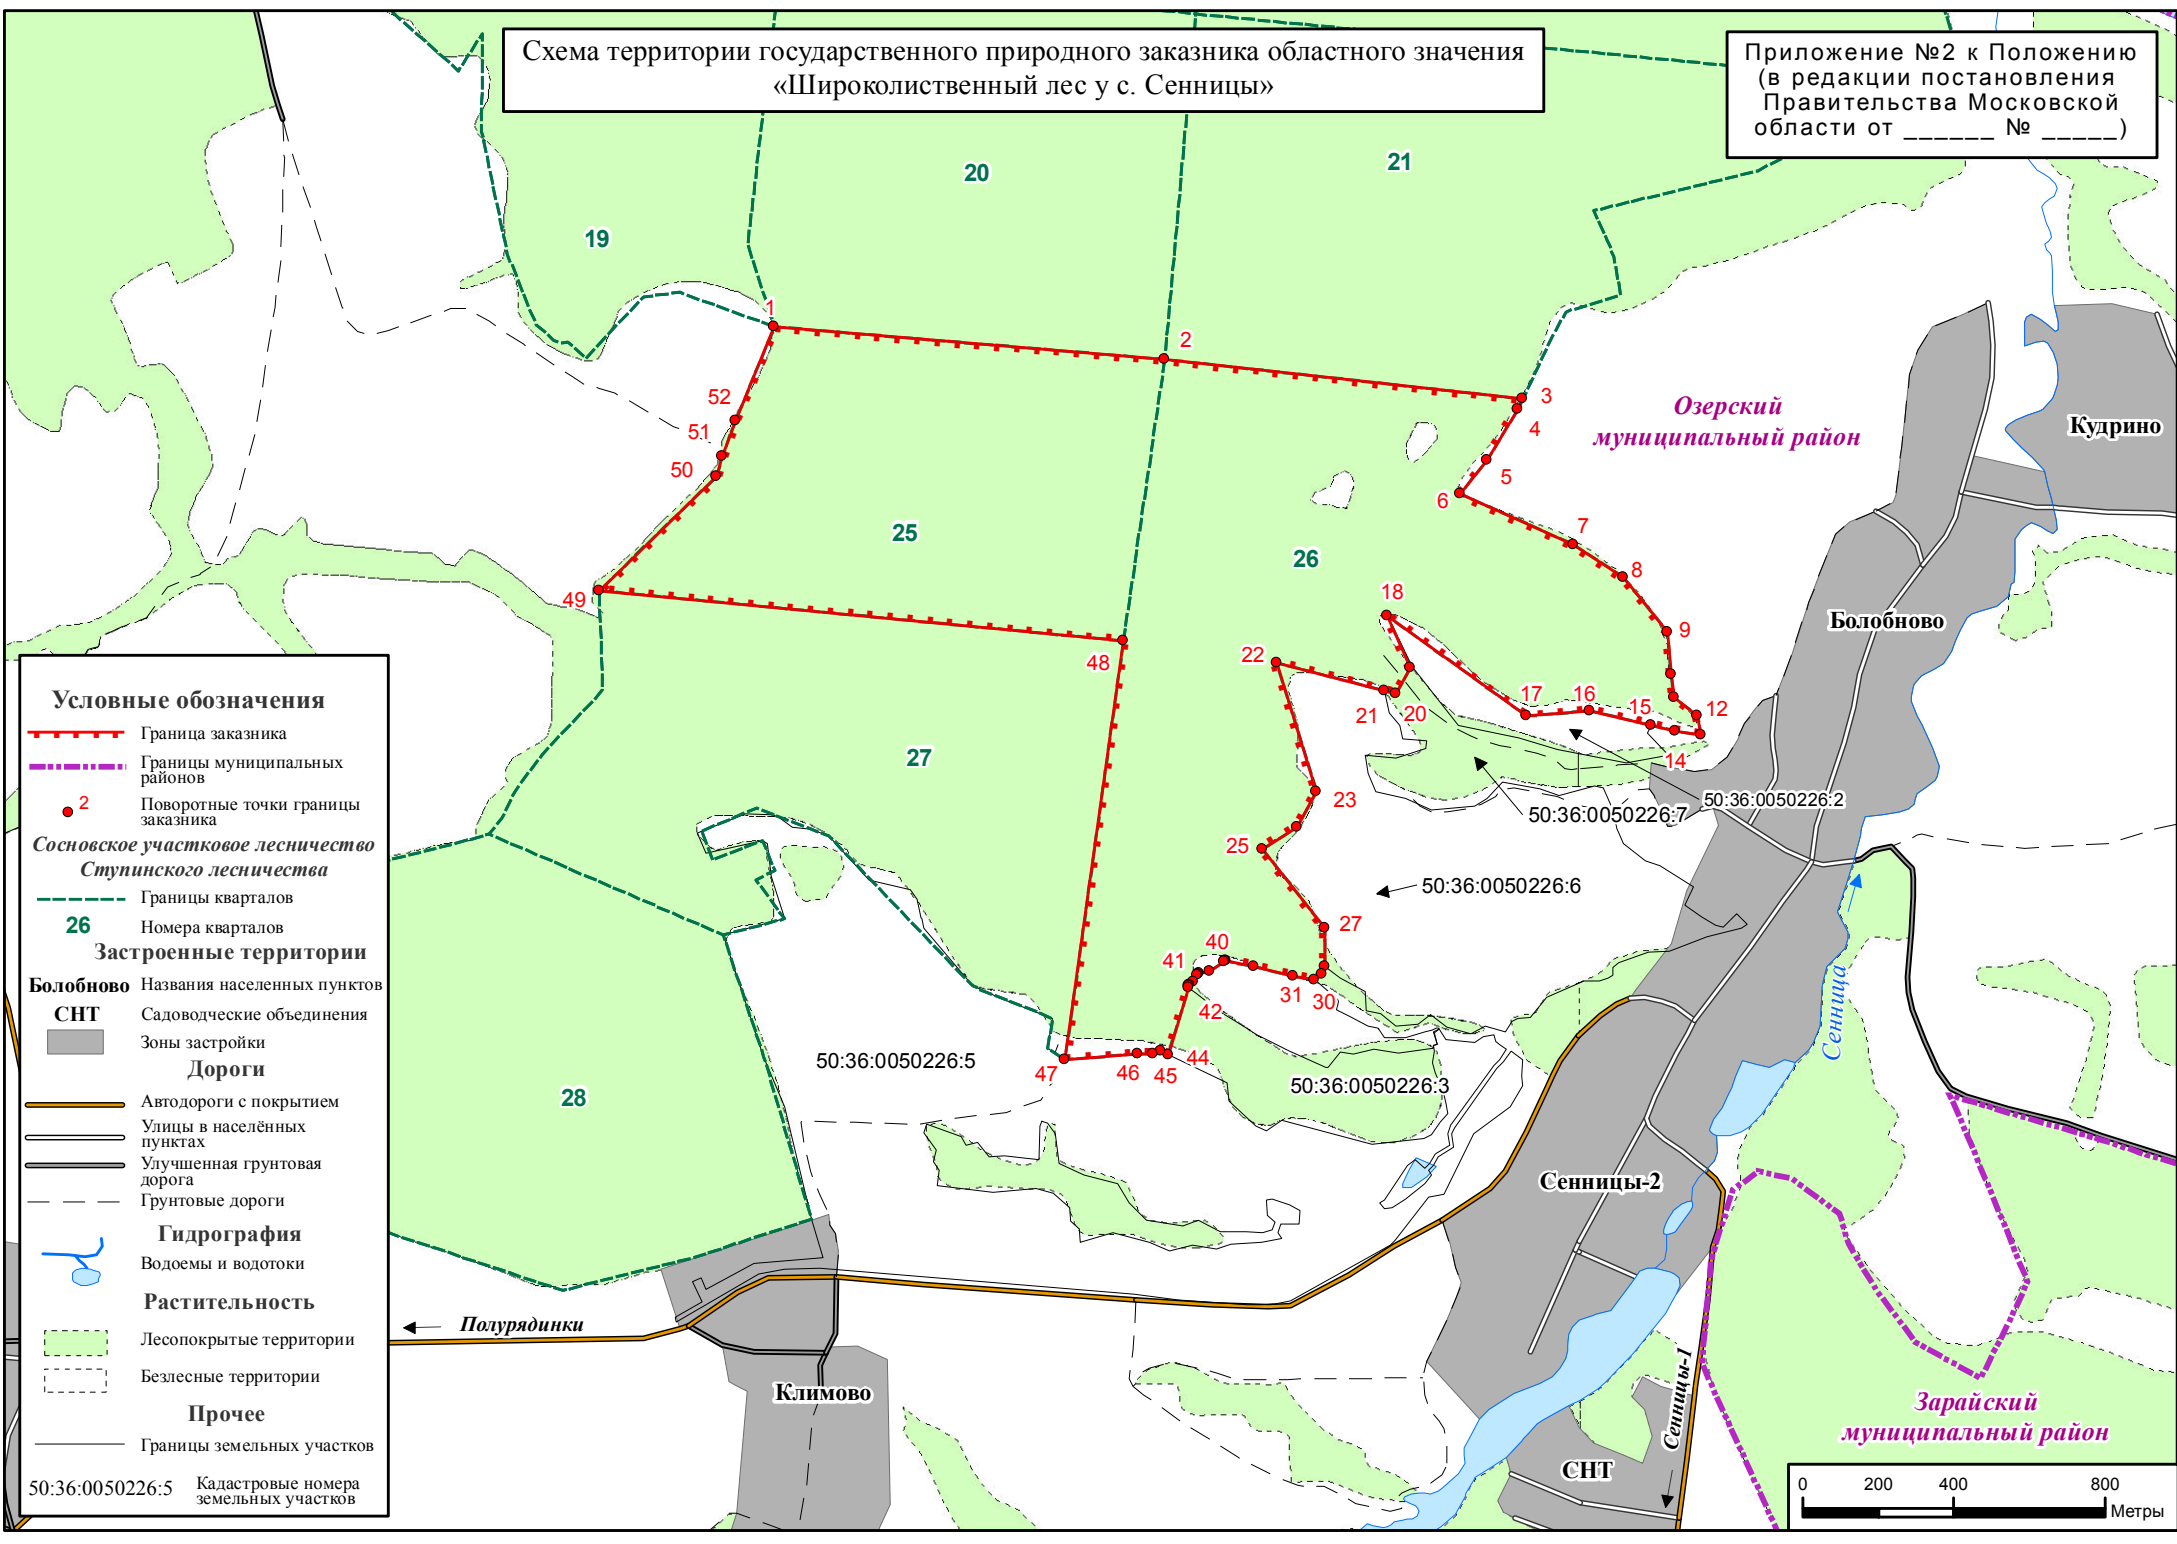 Схема территории государственного природного заказника областного значения
«Широколиственный лес у с. Сенницы»
Приложение №2 к Положению
(в редакции постановления
Правительства Московской
области от ______ № _____)
21
20
19
1
2
3
4
52
51
50
5
6
Озерский
муниципальный район
Кудрино
25
26
7
8
9
49
18
Болобново
22
48
21
20
17
16
15
12
14
27
23
25
50:36:0050226:7
50:36:0050226:2
50:36:0050226:6
27
40
41
42
31
30
Сенница
47
46
45
44
50:36:0050226:5
50:36:0050226:3
28
Сенницы-2
Полурядинки
Климово
Сенницы-1
СНТ
Зарайский
муниципальный район
0 200 400 800
Метры
Условные обозначения
Граница заказника
Границы муниципальных
районов
2
Поворотные точки границы
заказника
Сосновское участковое лесничество
Ступинского лесничества
Границы кварталов
26 Номера кварталов
Застроенные территории
Болобново Названия населенных пунктов
СНТ Садоводческие объединения
Зоны застройки
Дороги
Автодороги с покрытием
Улицы в населённых
пунктах
Улучшенная грунтовая
дорога
Грунтовые дороги
Гидрография
Водоемы и водотоки
Растительность
Лесопокрытые территории
Безлесные территории
Прочее
Границы земельных участков
50:36:0050226:5 Кадастровые номера
земельных участков